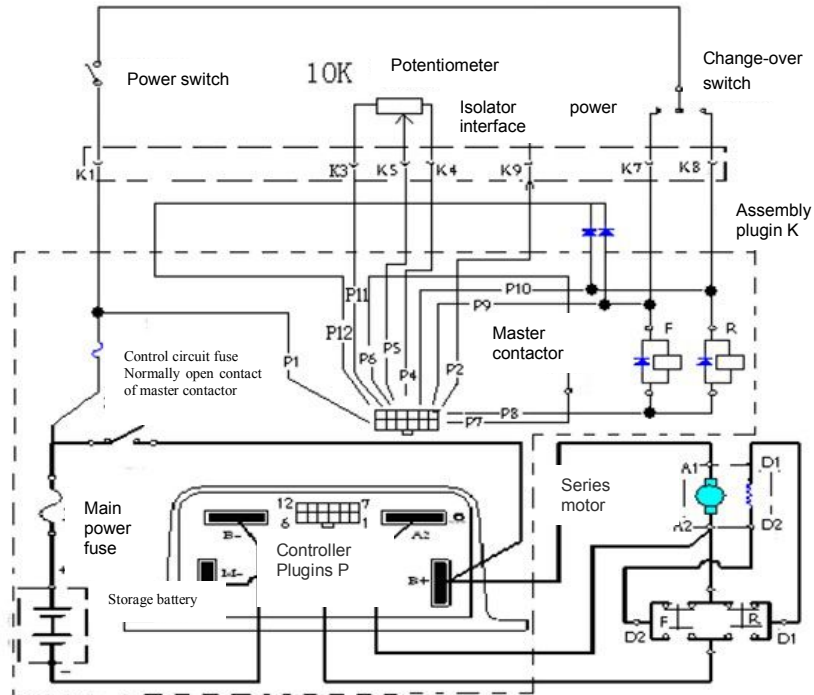 Power switch
10K
Potentiometer
Change-over
switch
Isolator power
interface
K1
K3
K5
K4
K9
K7
K8
Assembly
plugin K
P11
P10
P9
P12
P6
P5
P4
P2
P1
Master
contactor
F
R
Control circuit fuse
Normally open contact
of master contactor
P8
P7
Main
power
fuse
12
7
6
1
B-
A2
M-
B+
Controller
Plugins P
Series
motor
A1
D1
A2
D2
Storage battery
+
-
D2
F
R
D1